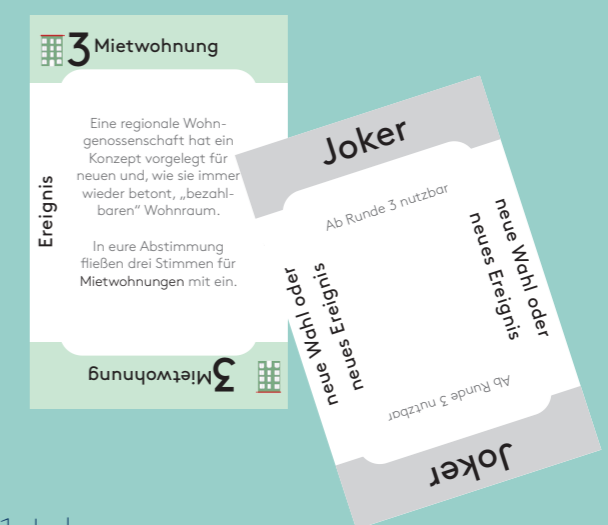 3 Mietwohnung
Ereignis
Eine regionale Wohn-
genossenschaft hat ein
Konzept vorgelegt für
neuen und, wie sie immer
wieder betont, „bezahl-
baren“ Wohnraum.
In eure Abstimmung
fließen drei Stimmen für
Mietwohnungen mit ein.
3 Mietwohnung
Joker
Ab Runde 3 nutzbar
neue Wahl oder
neues Ereignis
neue Wahl oder
neues Ereignis
Ab Runde 3 nutzbar
Joker